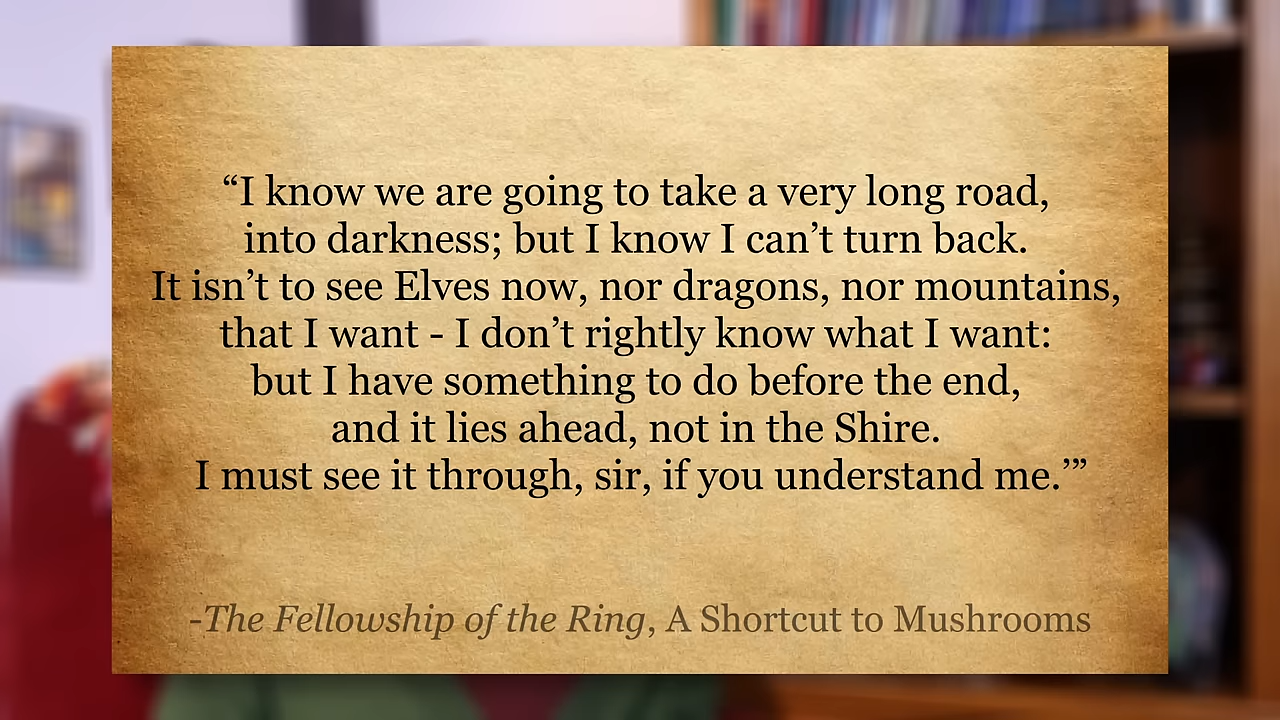 “I know we are going to take a very long road,
into darkness; but I know I can’t turn back.
It isn’t to see Elves now, nor dragons, nor mountains,
that I want - I don’t rightly know what I want:
but I have something to do before the end,
and it lies ahead, not in the Shire.
I must see it through, sir, if you understand me.’”
-The Fellowship of the Ring, A Shortcut to Mushrooms